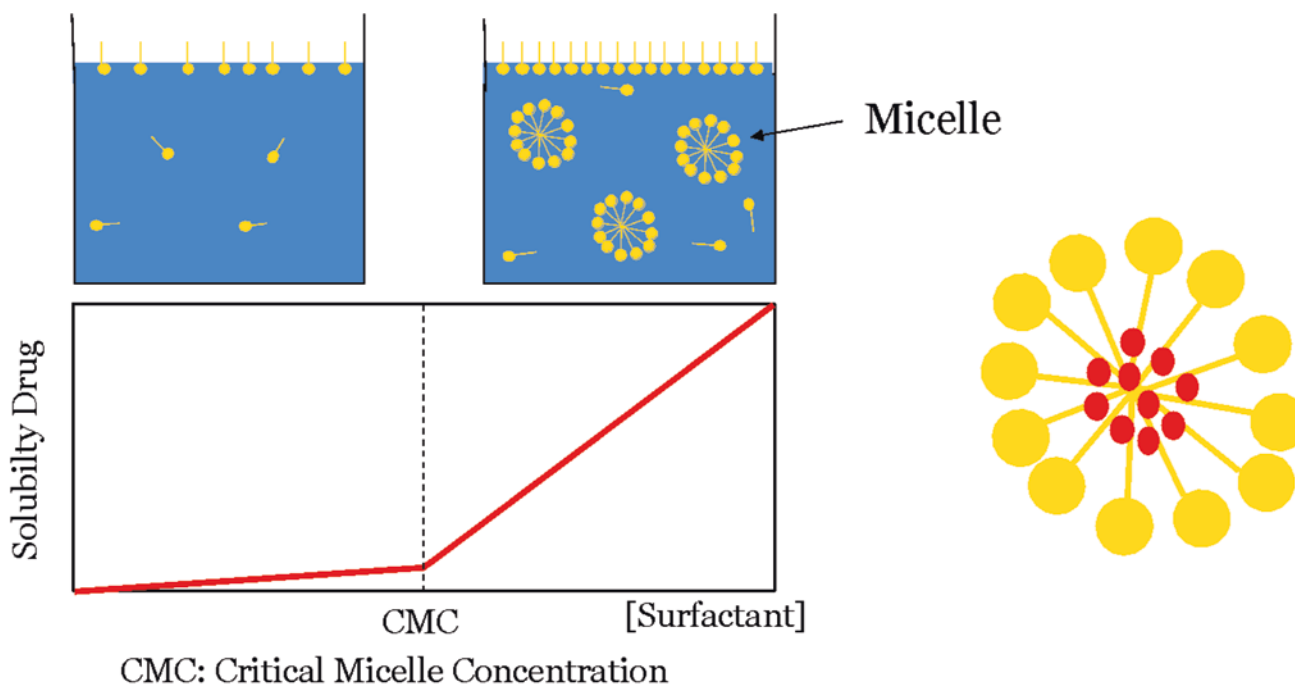 Micelle
Solubilty Drug
CMC
[Surfactant]
CMC: Critical Micelle Concentration